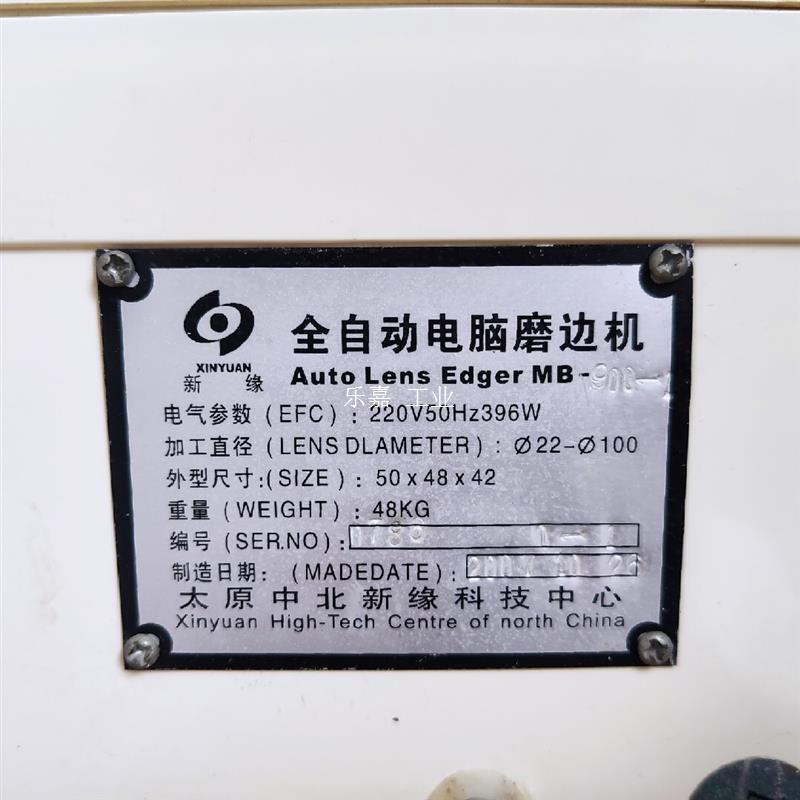 XINYUAN
新 缘
全自动电脑磨边机
Auto Lens Edger MB-900-
乐嘉 工业
电气参数(EFC)：220V50Hz396W
加工直径(LENS DLAMETER)：Ø22-Ø100
外型尺寸:(SIZE)：50x48x42
重量(WEIGHT)：48KG
编号(SER.NO)：
制造日期：(MADEDATE)：
太原中北新缘科技中心
Xinyuan High-Tech Centre of north China